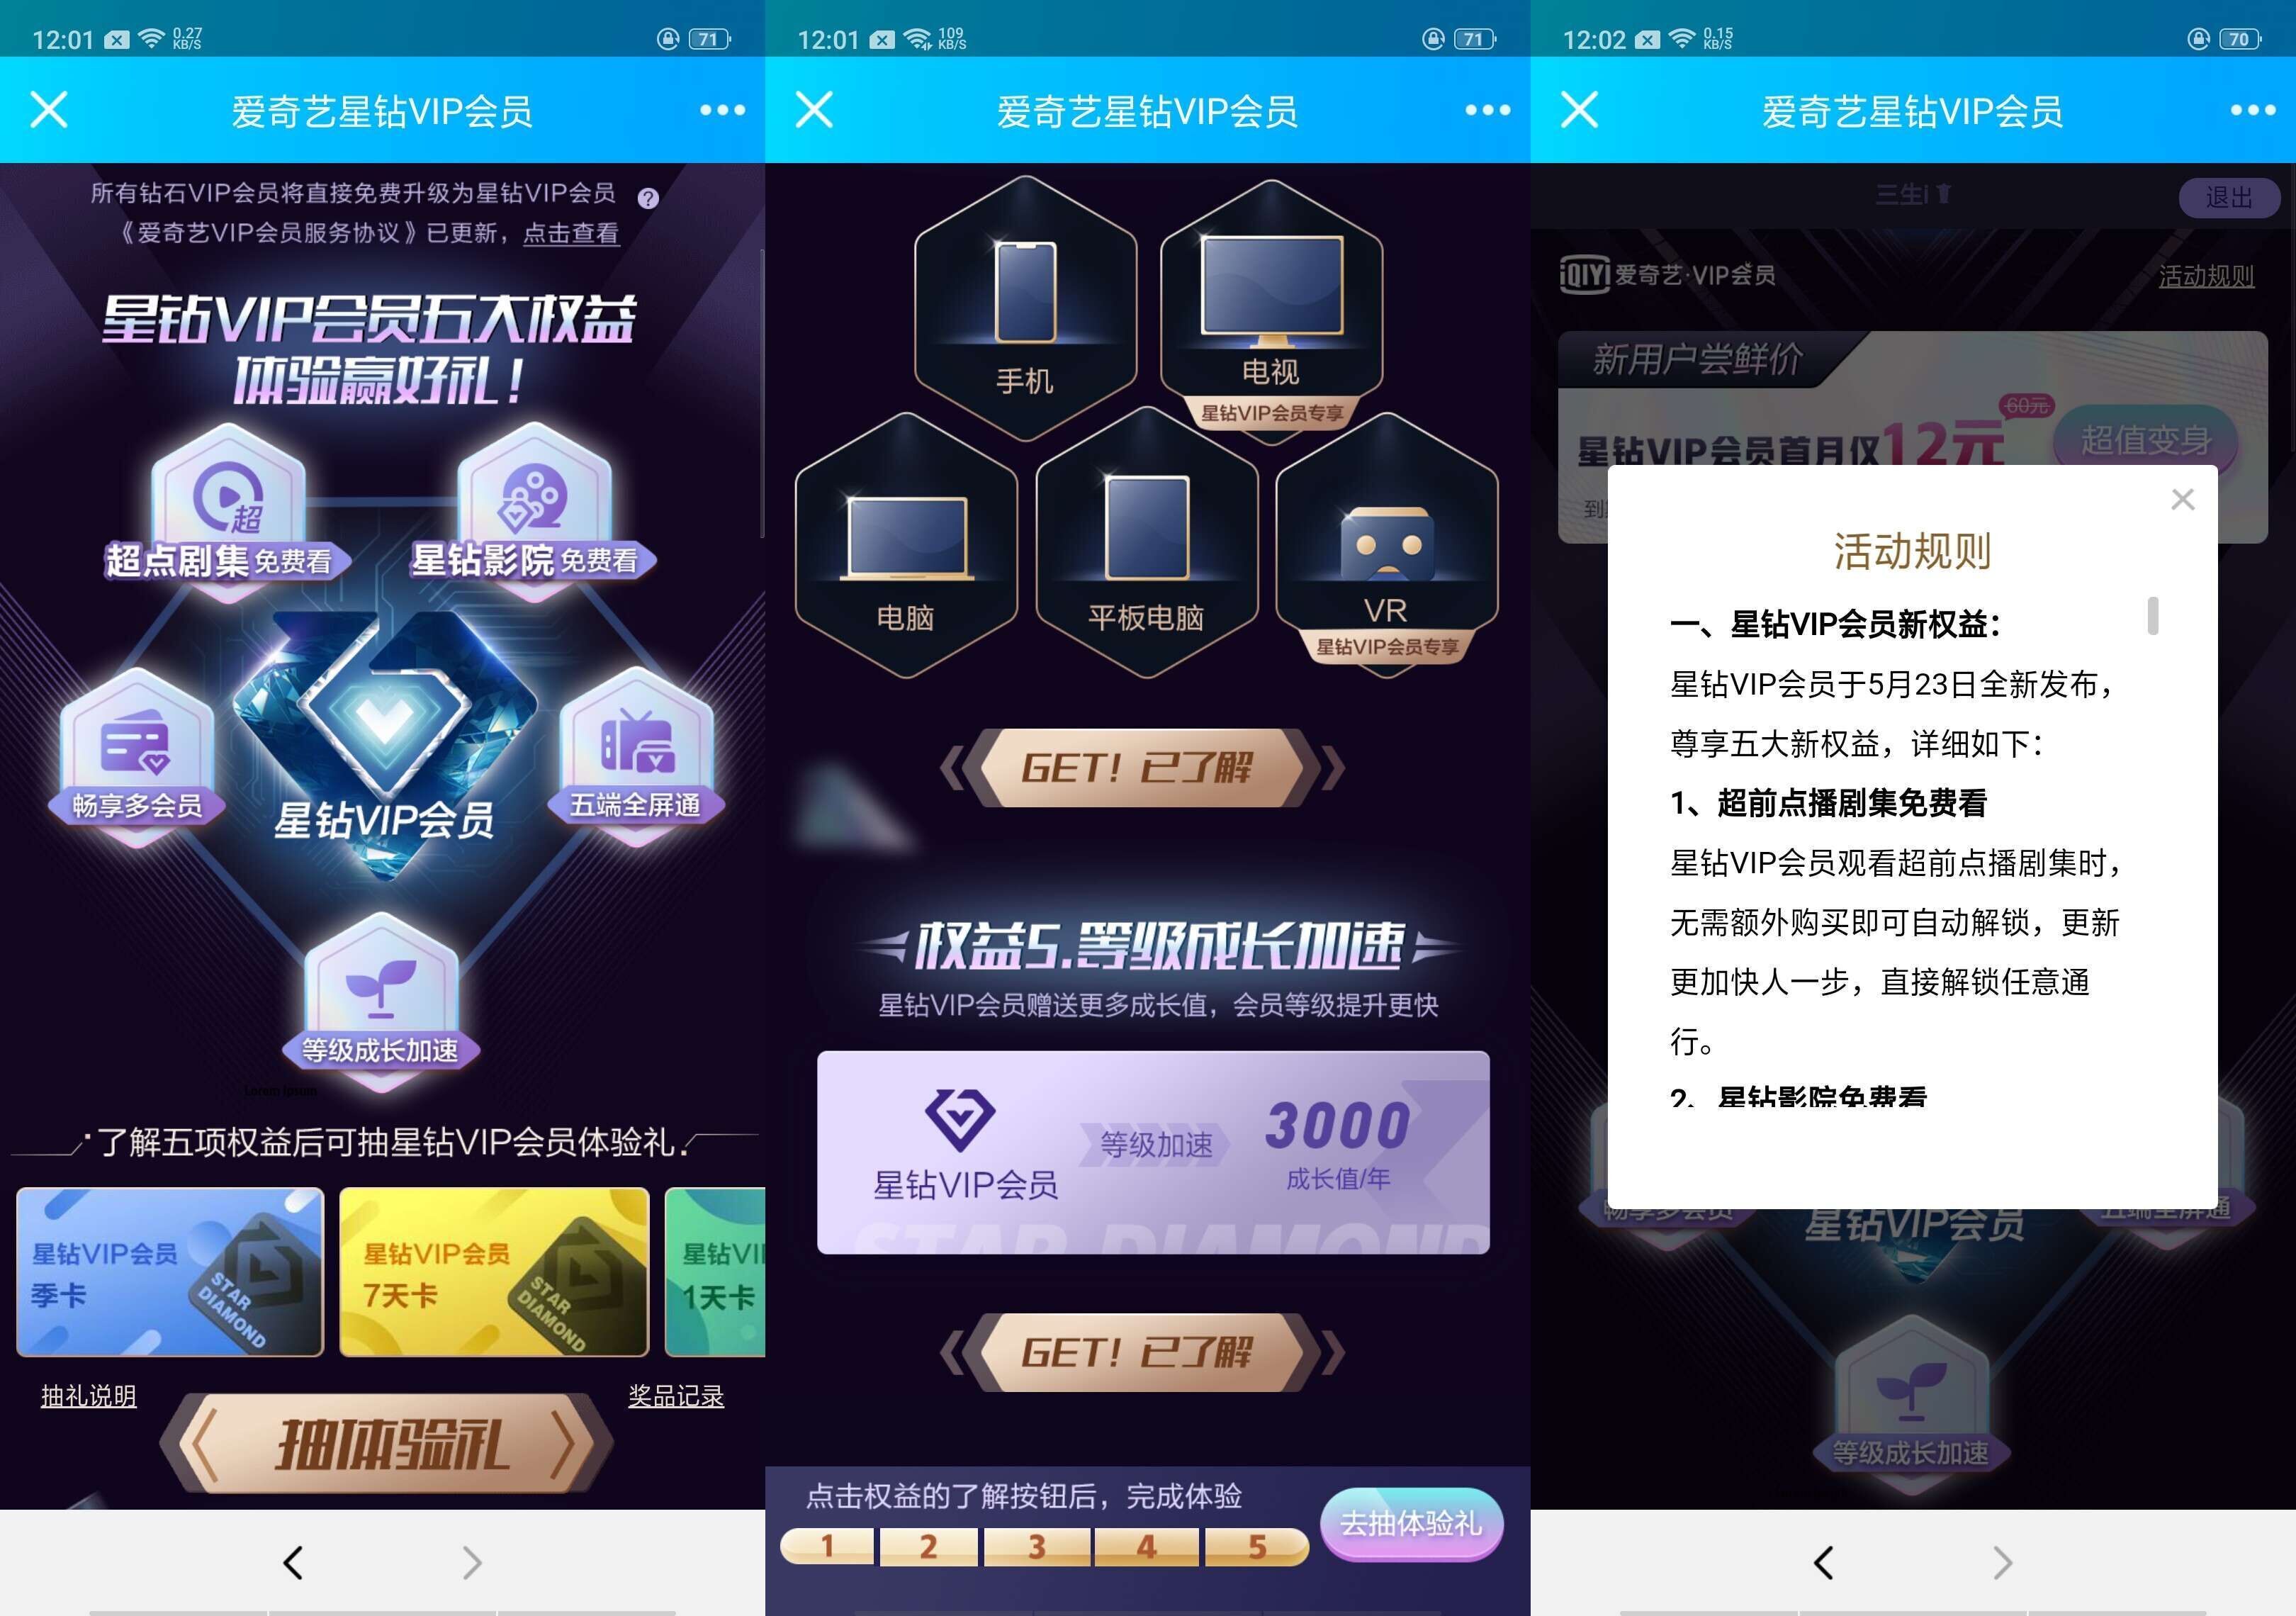 12:01 0.27 KB/S 71
爱奇艺星钻VIP会员
所有钻石VIP会员将直接免费升级为星钻VIP会员 ?
《爱奇艺VIP会员服务协议》已更新，点击查看
星钻VIP会员五大权益
体验赢好礼！
超
超点剧集免费看
星钻影院免费看
畅享多会员
五端全屏通
星钻VIP会员
等级成长加速
Lorem Ipsum
了解五项权益后可抽星钻VIP会员体验礼
星钻VIP会员
季卡
STAR
DIAMOND
星钻VIP会员
7天卡
STAR
DIAMOND
星钻VI
1天卡
抽礼说明
奖品记录
抽体验礼
12:01 109 KB/S 71
爱奇艺星钻VIP会员
手机
电视
星钻VIP会员专享
电脑
平板电脑
VR
星钻VIP会员专享
GET！已了解
权益5.等级成长加速
星钻VIP会员赠送更多成长值，会员等级提升更快
星钻VIP会员
等级加速
3000
成长值/年
STAR DIAMOND
GET！已了解
点击权益的了解按钮后，完成体验
1 2 3 4 5
去抽体验礼
12:02 0.15 KB/S 70
爱奇艺星钻VIP会员
三生i
退出
iQIYI 爱奇艺·VIP会员
活动规则
新用户尝鲜价
60元
星钻VIP会员首月仅12元
超值变身
到
活动规则
一、星钻VIP会员新权益：
星钻VIP会员于5月23日全新发布，
尊享五大新权益，详细如下：
1、超前点播剧集免费看
星钻VIP会员观看超前点播剧集时，
无需额外购买即可自动解锁，更新
更加快人一步，直接解锁任意通
行。
2、星钻影院免费看
畅享多会员
星钻VIP会员
五端全屏通
等级成长加速